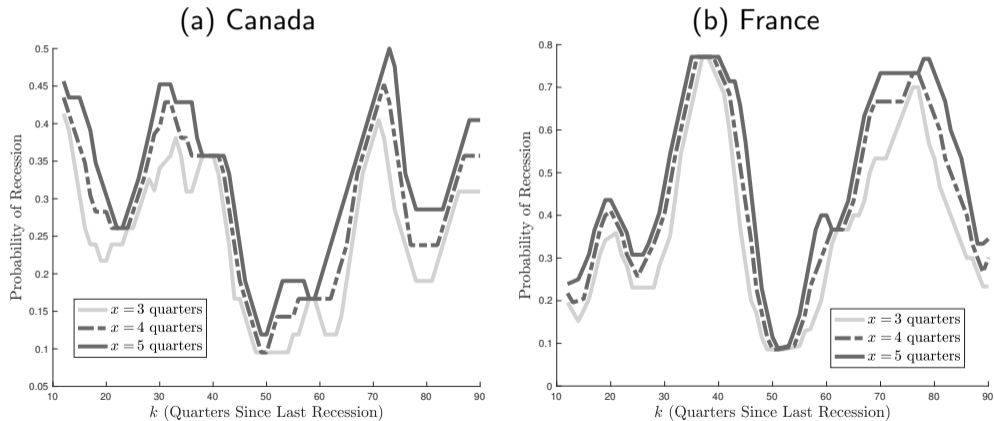 (a) Canada
0.5
0.45
0.4
0.35
0.3
0.25
0.2
0.15
0.1
0.05
Probability of Recession
x = 3 quarters
x = 4 quarters
x = 5 quarters
10 20 30 40 50 60 70 80 90
k (Quarters Since Last Recession)
(b) France
0.8
0.7
0.6
0.5
0.4
0.3
0.2
0.1
0
Probability of Recession
x = 3 quarters
x = 4 quarters
x = 5 quarters
10 20 30 40 50 60 70 80 90
k (Quarters Since Last Recession)